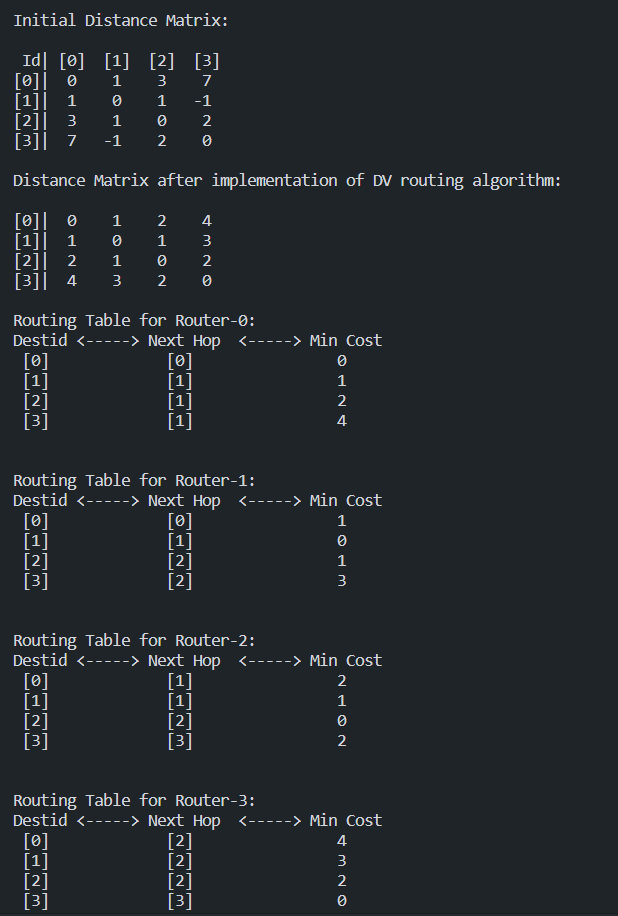 Initial Distance Matrix:
Id| [0] [1] [2] [3]
[0]| 0 1 3 7
[1]| 1 0 1 -1
[2]| 3 1 0 2
[3]| 7 -1 2 0
Distance Matrix after implementation of DV routing algorithm:
[0]| 0 1 2 4
[1]| 1 0 1 3
[2]| 2 1 0 2
[3]| 4 3 2 0
Routing Table for Router-0:
Destid <-----> Next Hop <-----> Min Cost
[0] [0] 0
[1] [1] 1
[2] [1] 2
[3] [1] 4
Routing Table for Router-1:
Destid <-----> Next Hop <-----> Min Cost
[0] [0] 1
[1] [1] 0
[2] [2] 1
[3] [2] 3
Routing Table for Router-2:
Destid <-----> Next Hop <-----> Min Cost
[0] [1] 2
[1] [1] 1
[2] [2] 0
[3] [3] 2
Routing Table for Router-3:
Destid <-----> Next Hop <-----> Min Cost
[0] [2] 4
[1] [2] 3
[2] [2] 2
[3] [3] 0